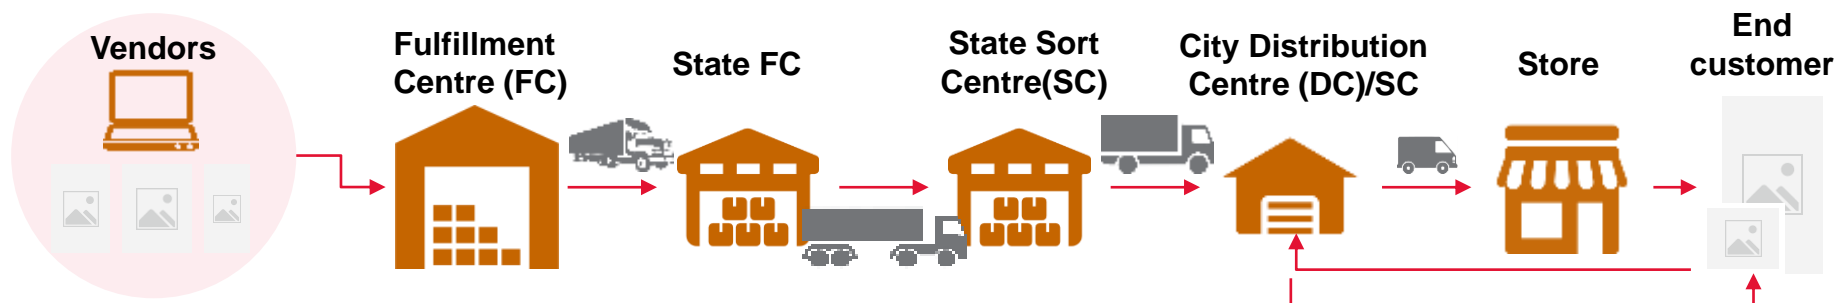 Vendors
Fulfillment
Centre (FC)
State FC
State Sort
Centre(SC)
City Distribution
Centre (DC)/SC
Store
End
customer